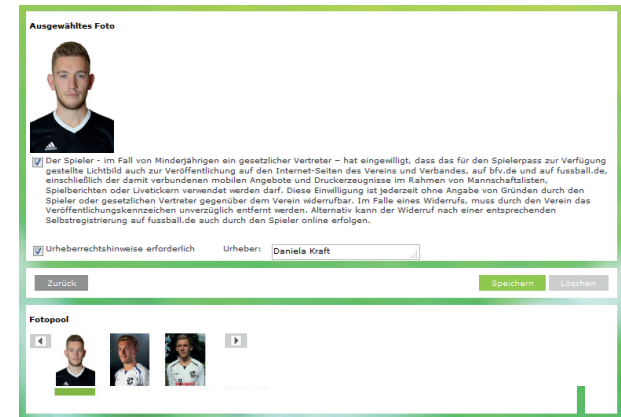 Ausgewähltes Foto
Der Spieler - im Fall von Minderjährigen ein gesetzlicher Vertreter – hat eingewilligt, dass das für den Spielerpass zur Verfügung
gestellte Lichtbild auch zur Veröffentlichung auf den Internet-Seiten des Vereins und Verbandes, auf bfv.de und auf fussball.de,
einschließlich der damit verbundenen mobilen Angebote und Druckerzeugnisse im Rahmen von Mannschaftslisten,
Spielberichten oder Livetickern verwendet werden darf. Diese Einwilligung ist jederzeit ohne Angabe von Gründen durch den
Spieler oder gesetzlichen Vertreter gegenüber dem Verein widerrufbar. Im Falle eines Widerrufs, muss durch den Verein das
Veröffentlichungskennzeichen unverzüglich entfernt werden. Alternativ kann der Widerruf nach einer entsprechenden
Selbstregistrierung auf fussball.de auch durch den Spieler online erfolgen.
Urheberrechtshinweise erforderlich Urheber: Daniela Kraft
Zurück Speichern Löschen
Fotopool